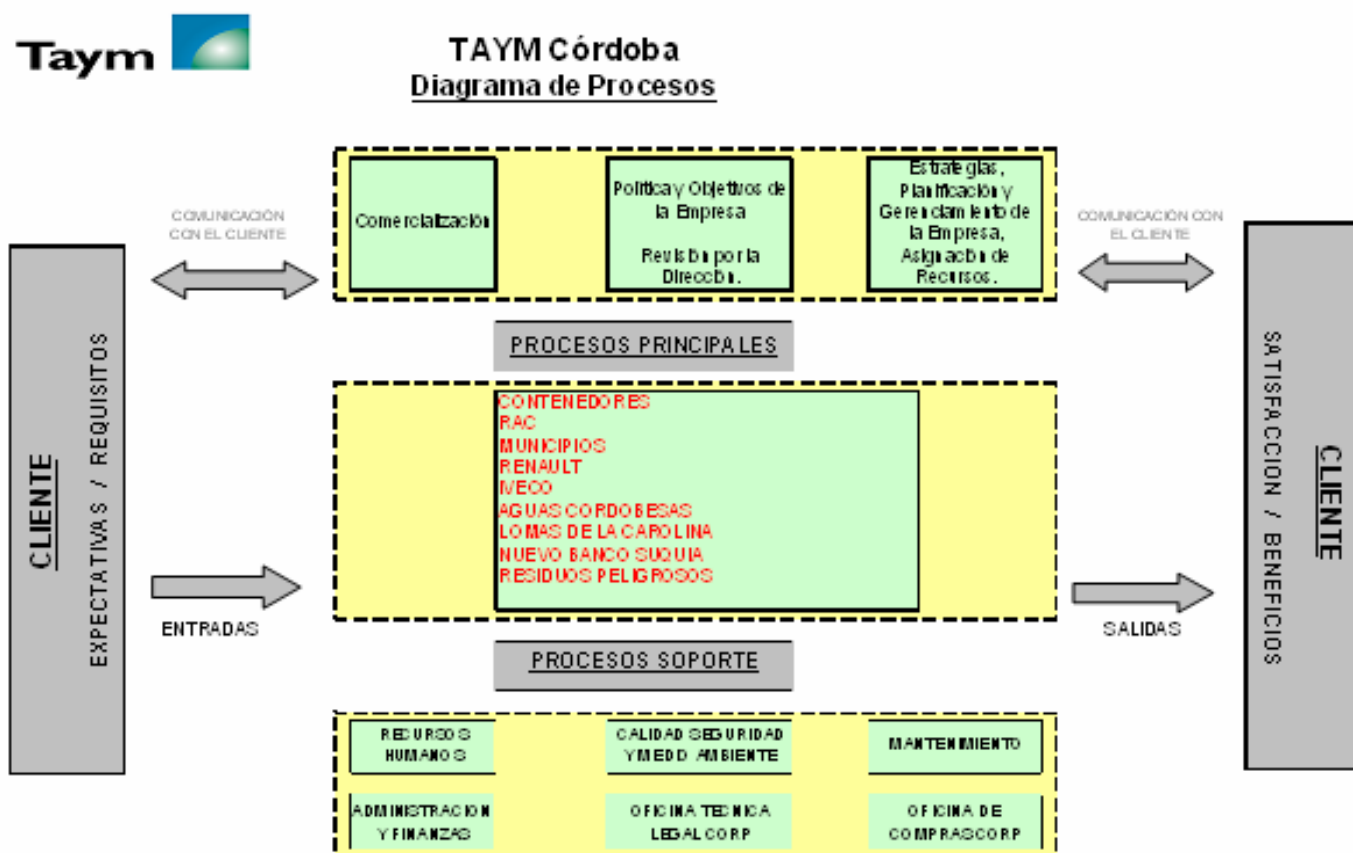 Taym
TAYM Córdoba
Diagrama de Procesos
COMUNICACIÓN
CON EL CLIENTE
Comercialización
Política y Objetivos de
la Empresa
Revisión por la
Dirección.
Estrategias,
Planificación y
Gerenciamiento de
la Empresa,
Asignación de
Recursos.
COMUNICACIÓN CON
EL CLIENTE
PROCESOS PRINCIPALES
CLIENTE
EXPECTATIVAS / REQUISITOS
CONTENEDORES
RAC
MUNICIPIOS
RENAULT
IVECO
AGUAS CORDOBESAS
LOMAS DE LA CAROLINA
NUEVO BANCO SUQUIA
RESIDUOS PELIGROSOS
SATISFACCION / BENEFICIOS
CLIENTE
ENTRADAS
SALIDAS
PROCESOS SOPORTE
RECURSOS
HUMANOS
CALIDAD SEGURIDAD
Y MEDIO AMBIENTE
MANTENIMIENTO
ADMINISTRACION
Y FINANZAS
OFICINA TECNICA
LEGAL CORP
OFICINA DE
COMPRAS CORP